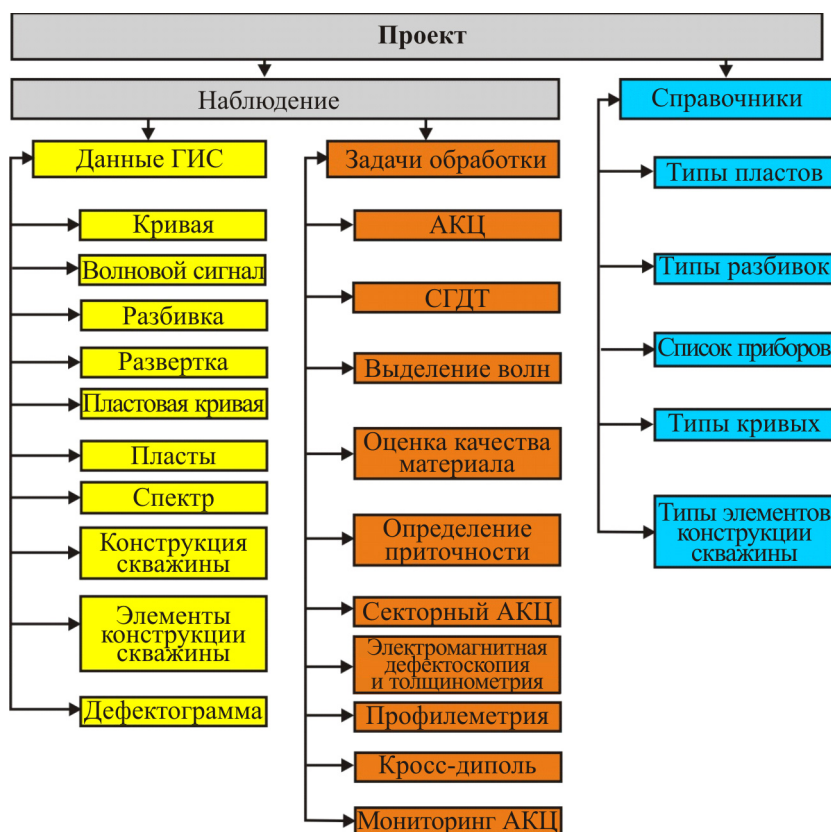 Проект
Наблюдение
Данные ГИС
Кривая
Волновой сигнал
Разбивка
Развертка
Пластовая кривая
Пласты
Спектр
Конструкция
скважины
Элементы
конструкции
скважины
Дефектограмма
Задачи обработки
АКЦ
СГДТ
Выделение волн
Оценка качества
материала
Определение
приточности
Секторный АКЦ
Электромагнитная
дефектоскопия
и толщинометрия
Профилеметрия
Кросс-диполь
Мониторинг АКЦ
Справочники
Типы пластов
Типы разбивок
Список приборов
Типы кривых
Типы элементов
конструкции
скважины